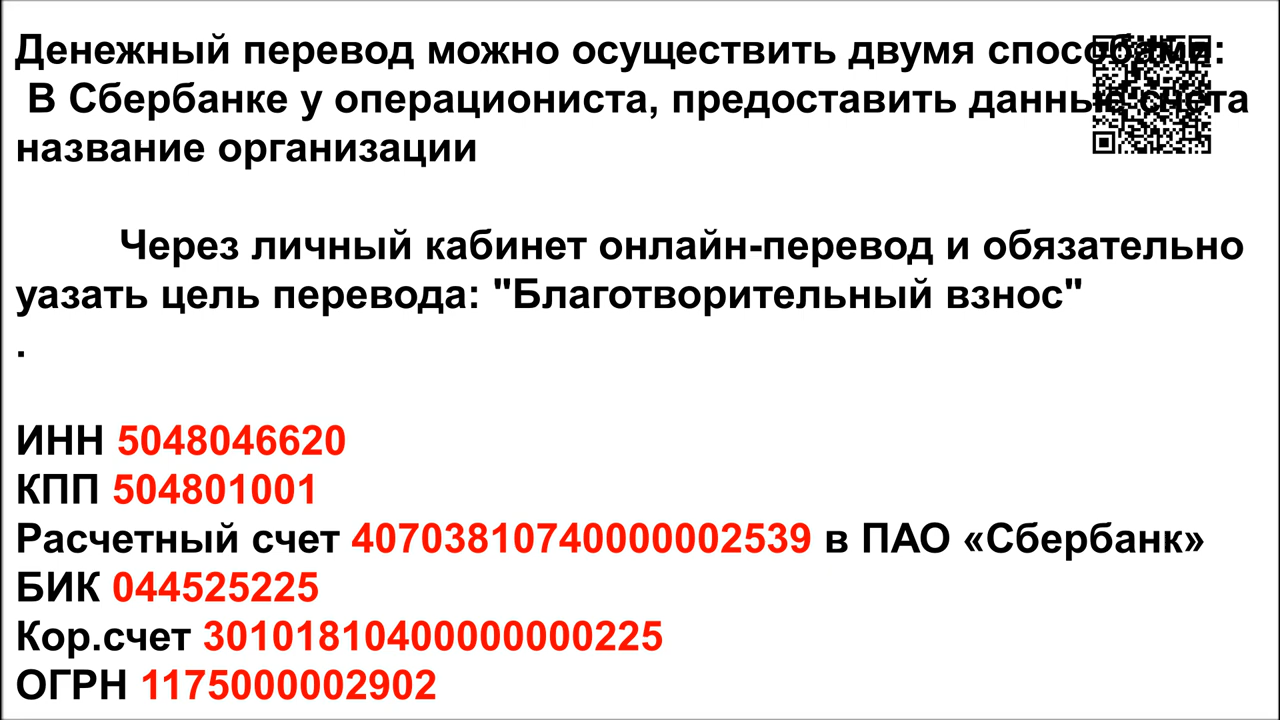 Денежный перевод можно осуществить двумя способами:
В Сбербанке у операциониста, предоставить данные счета
название организации
Через личный кабинет онлайн-перевод и обязательно
уазать цель перевода: "Благотворительный взнос"
.
ИНН 5048046620
КПП 504801001
Расчетный счет 40703810740000002539 в ПАО «Сбербанк»
БИК 044525225
Кор.счет 30101810400000000225
ОГРН 1175000002902